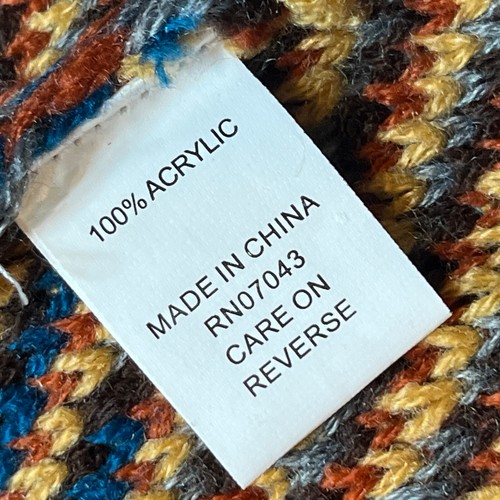 100% ACRYLIC
MADE IN CHINA
RN07043
CARE ON
REVERSE